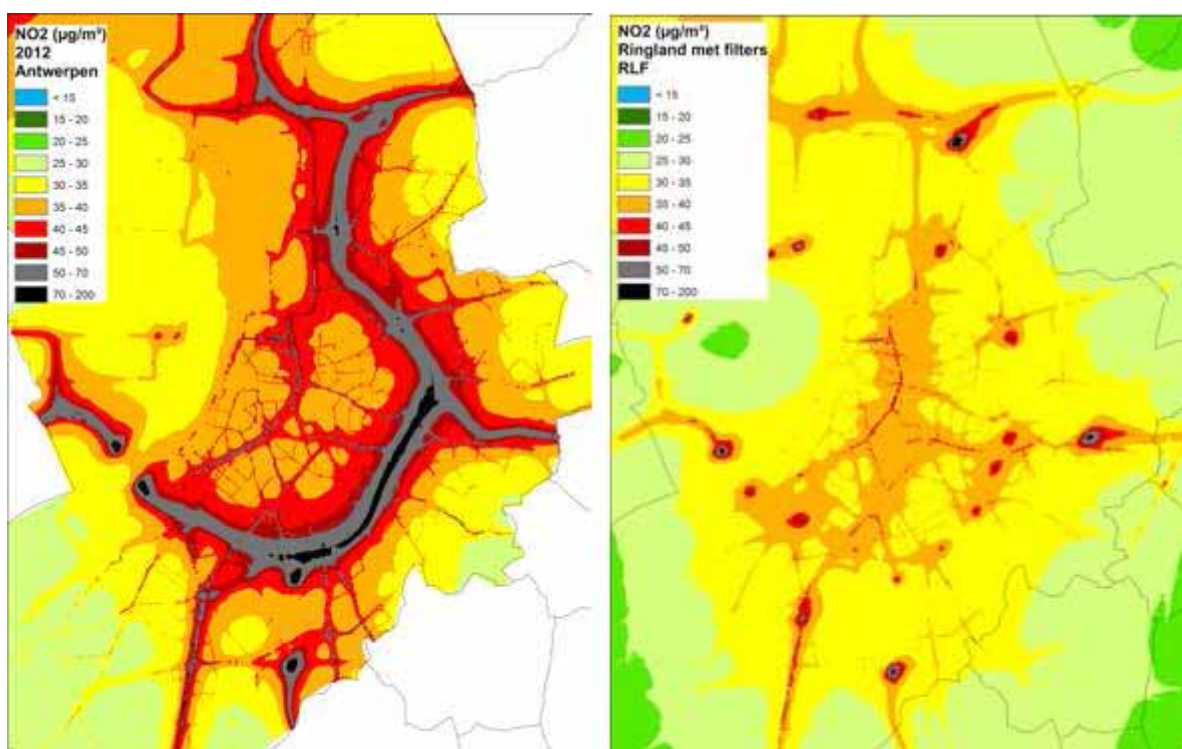 NO2 (µg/m³)
2012
Antwerpen
< 15
15 - 20
20 - 25
25 - 30
30 - 35
35 - 40
40 - 45
45 - 50
50 - 70
70 - 200
NO2 (µg/m³)
Ringland met filters
RLF
< 15
15 - 20
20 - 25
25 - 30
30 - 35
35 - 40
40 - 45
45 - 50
50 - 70
70 - 200